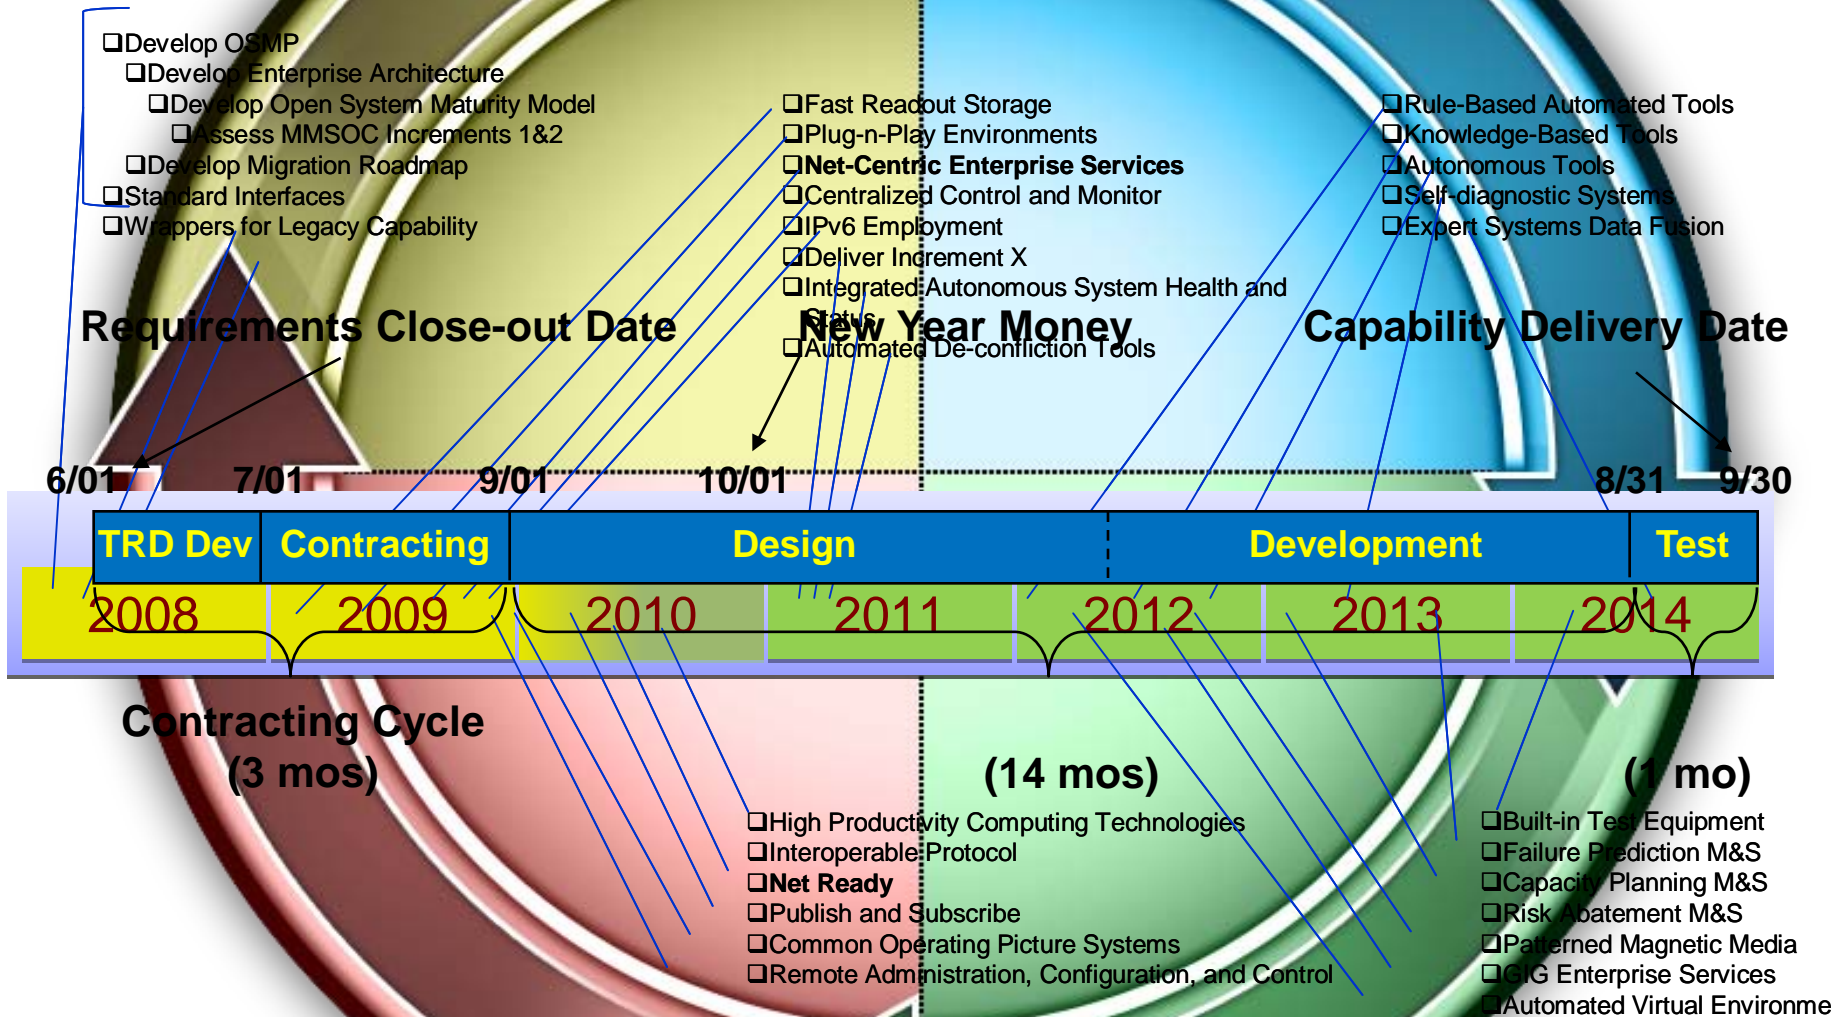 ❑Develop OSMP
❑Develop Enterprise Architecture
❑Develop Open System Maturity Model
❑Assess MMSOC Increments 1&2
❑Develop Migration Roadmap
❑Standard Interfaces
❑Wrappers for Legacy Capability
❑Fast Readout Storage
❑Plug-n-Play Environments
❑Net-Centric Enterprise Services
❑Centralized Control and Monitor
❑IPv6 Employment
❑Deliver Increment X
❑Integrated Autonomous System Health and
Status
❑Automated De-confliction Tools
❑Rule-Based Automated Tools
❑Knowledge-Based Tools
❑Autonomous Tools
❑Self-diagnostic Systems
❑Expert Systems Data Fusion
Requirements Close-out Date
New Year Money
Capability Delivery Date
6/01
7/01
9/01
10/01
8/31
9/30
TRD Dev
Contracting
Design
Development
Test
2008
2009
2010
2011
2012
2013
2014
Contracting Cycle
(3 mos)
(14 mos)
(1 mo)
❑High Productivity Computing Technologies
❑Interoperable Protocol
❑Net Ready
❑Publish and Subscribe
❑Common Operating Picture Systems
❑Remote Administration, Configuration, and Control
❑Built-in Test Equipment
❑Failure Prediction M&S
❑Capacity Planning M&S
❑Risk Abatement M&S
❑Patterned Magnetic Media
❑GIG Enterprise Services
❑Automated Virtual Environme